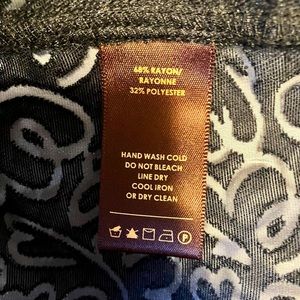 68% RAYON/
RAYONNE
32% POLYESTER
HAND WASH COLD
DO NOT BLEACH
LINE DRY
COOL IRON
OR DRY CLEAN
P